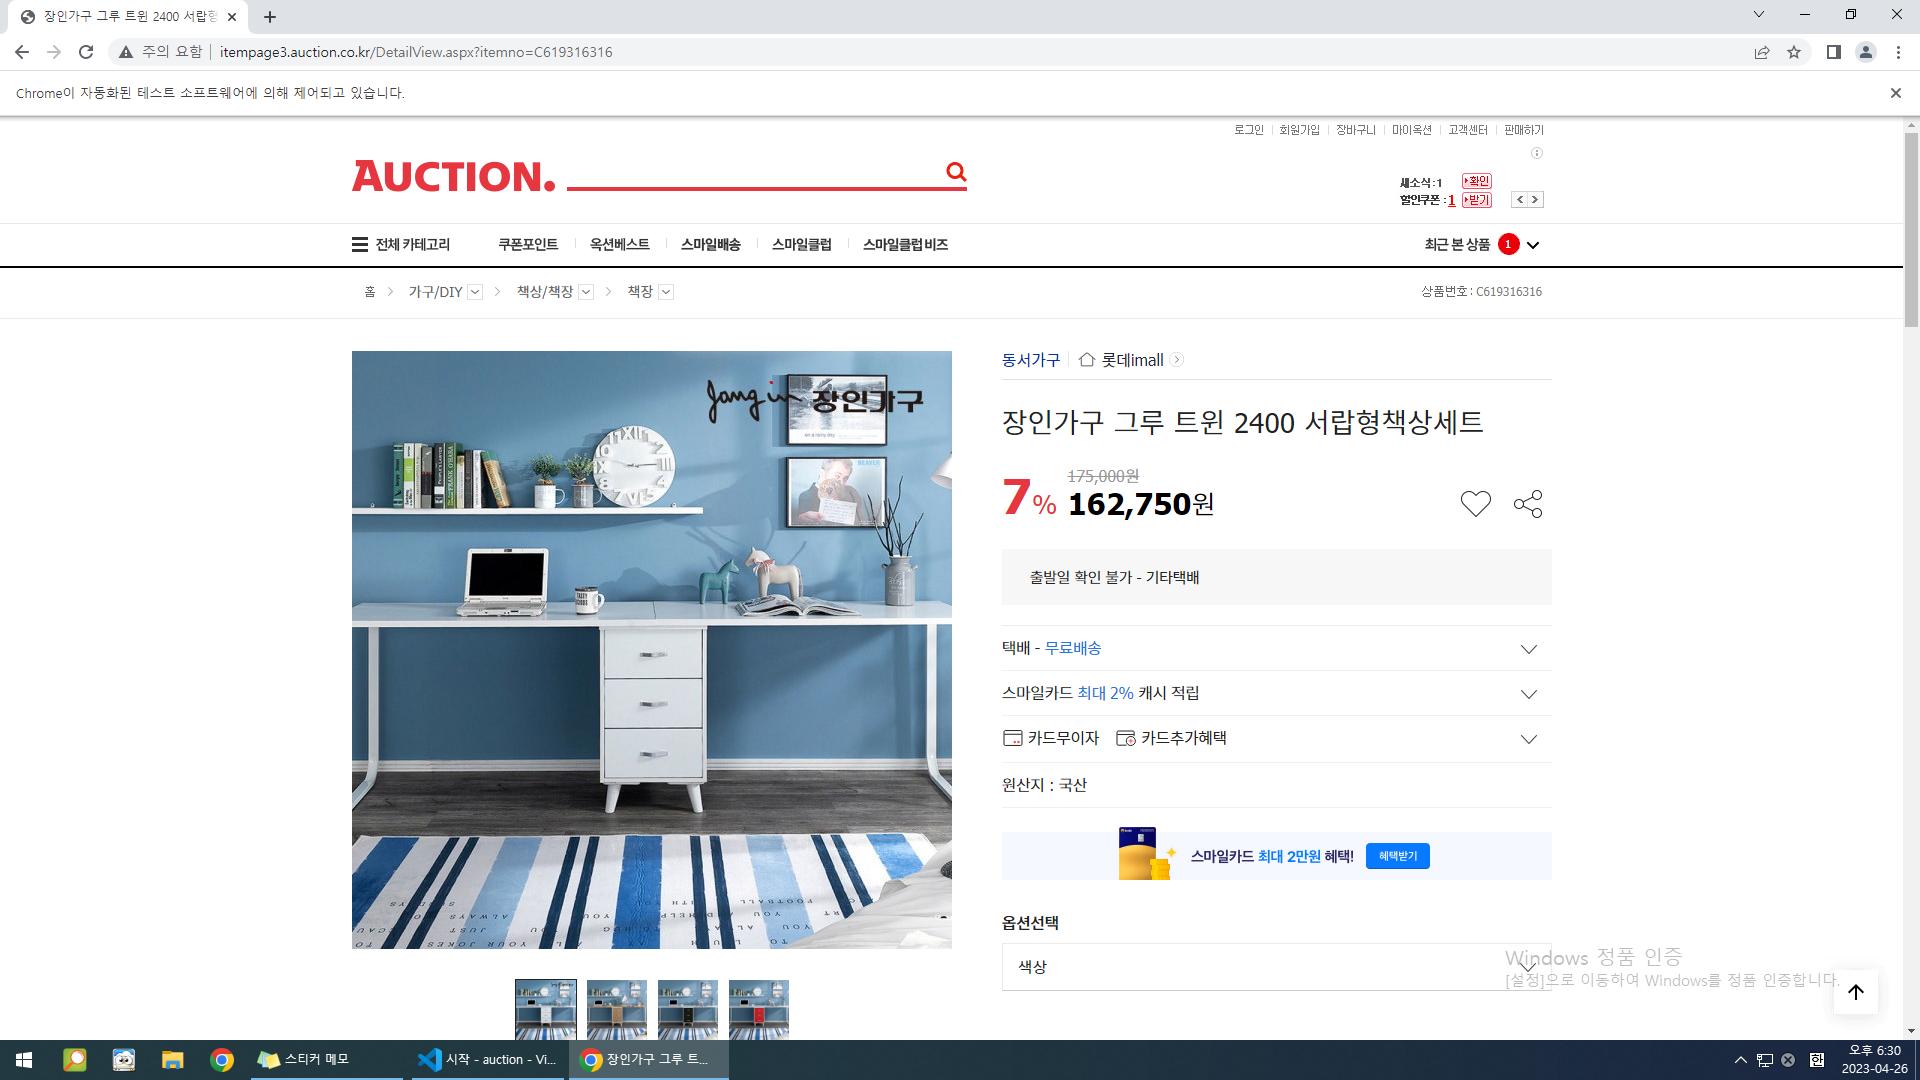 장인가구 그루 트윈 2400 서랍형
주의 요함
itempage3.auction.co.kr/DetailView.aspx?itemno=C619316316
Chrome이 자동화된 테스트 소프트웨어에 의해 제어되고 있습니다.
로그인 회원가입 장바구니 마이옥션 고객센터 판매하기
AUCTION.
새소식 : 1 확인
할인쿠폰 : 1 받기
전체 카테고리 쿠폰포인트 옥션베스트 스마일배송 스마일클럽 스마일클럽 비즈 최근 본 상품 1
홈 가구/DIY 책상/책장 책장 상품번호 : C619316316
동서가구 롯데imall
Jang in 장인가구
장인가구 그루 트윈 2400 서랍형책상세트
175,000원
7% 162,750원
출발일 확인 불가 - 기타택배
택배 - 무료배송
스마일카드 최대 2% 캐시 적립
카드무이자 카드추가혜택
원산지 : 국산
스마일카드 최대 2만원 혜택! 혜택받기
옵션선택
색상
Windows 정품 인증
[설정]으로 이동하여 Windows를 정품 인증합니다.
스티커 메모
시작 - auction - Vi...
장인가구 그루 트...
한
오후 6:30
2023-04-26